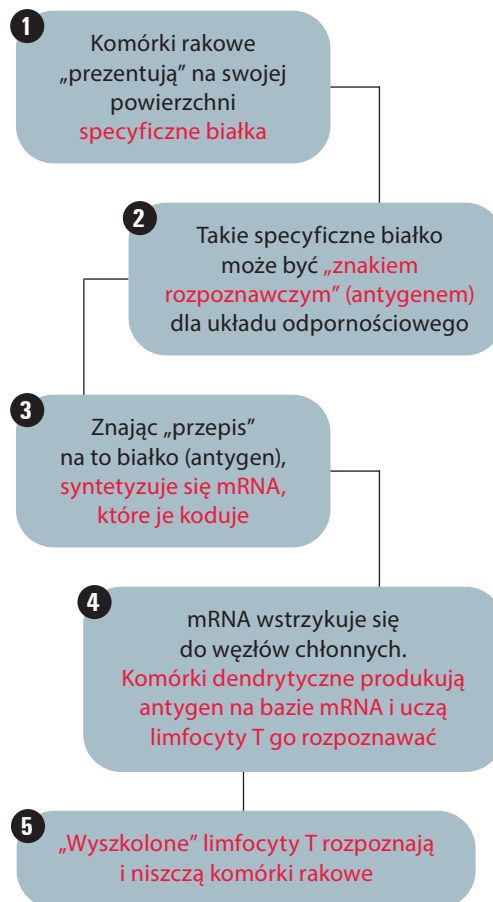 1
Komórki rakowe
„prezentują” na swojej
powierzchni
specyficzne białka
2
Takie specyficzne białko
może być „znakiem
rozpoznawczym” (antygenem)
dla układu odpornościowego
3
Znając „przepis”
na to białko (antygen),
syntetyzuje się mRNA,
które je koduje
4
mRNA wstrzykuje się
do węzłów chłonnych.
Komórki dendrytyczne produkują
antygen na bazie mRNA i uczą
limfocyty T go rozpoznawać
5
„Wyszkolone” limfocyty T rozpoznają
i niszczą komórki rakowe